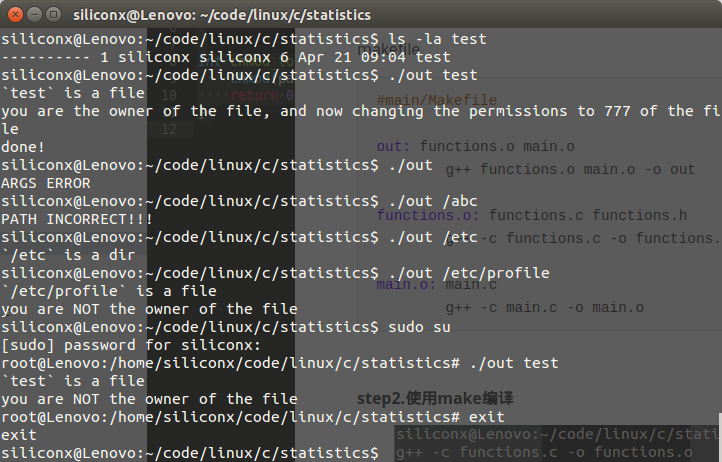 siliconx@Lenovo: ~/code/linux/c/statistics
siliconx@Lenovo:~/code/linux/c/statistics$ ls -la test
---------- 1 siliconx siliconx 6 Apr 21 09:04 test
siliconx@Lenovo:~/code/linux/c/statistics$ ./out test
`test` is a file
you are the owner of the file, and now changing the permissions to 777 of the fi
le
done!
siliconx@Lenovo:~/code/linux/c/statistics$ ./out
ARGS ERROR
siliconx@Lenovo:~/code/linux/c/statistics$ ./out /abc
PATH INCORRECT!!!
siliconx@Lenovo:~/code/linux/c/statistics$ ./out /etc
`/etc` is a dir
siliconx@Lenovo:~/code/linux/c/statistics$ ./out /etc/profile
`/etc/profile` is a file
you are NOT the owner of the file
siliconx@Lenovo:~/code/linux/c/statistics$ sudo su
[sudo] password for siliconx:
root@Lenovo:/home/siliconx/code/linux/c/statistics# ./out test
`test` is a file
you are NOT the owner of the file
root@Lenovo:/home/siliconx/code/linux/c/statistics# exit
exit
siliconx@Lenovo:~/code/linux/c/statistics$
makefile
#main/Makefile
out: functions.o main.o
g++ functions.o main.o -o out
functions.o: functions.c functions.h
g++ -c functions.c -o functions.
main.o: main.c
g++ -c main.c -o main.o
step2.使用make编译
siliconx@Lenovo:~/code/linux/c/stati
g++ -c functions.c -o functions.o
10
return 0
12